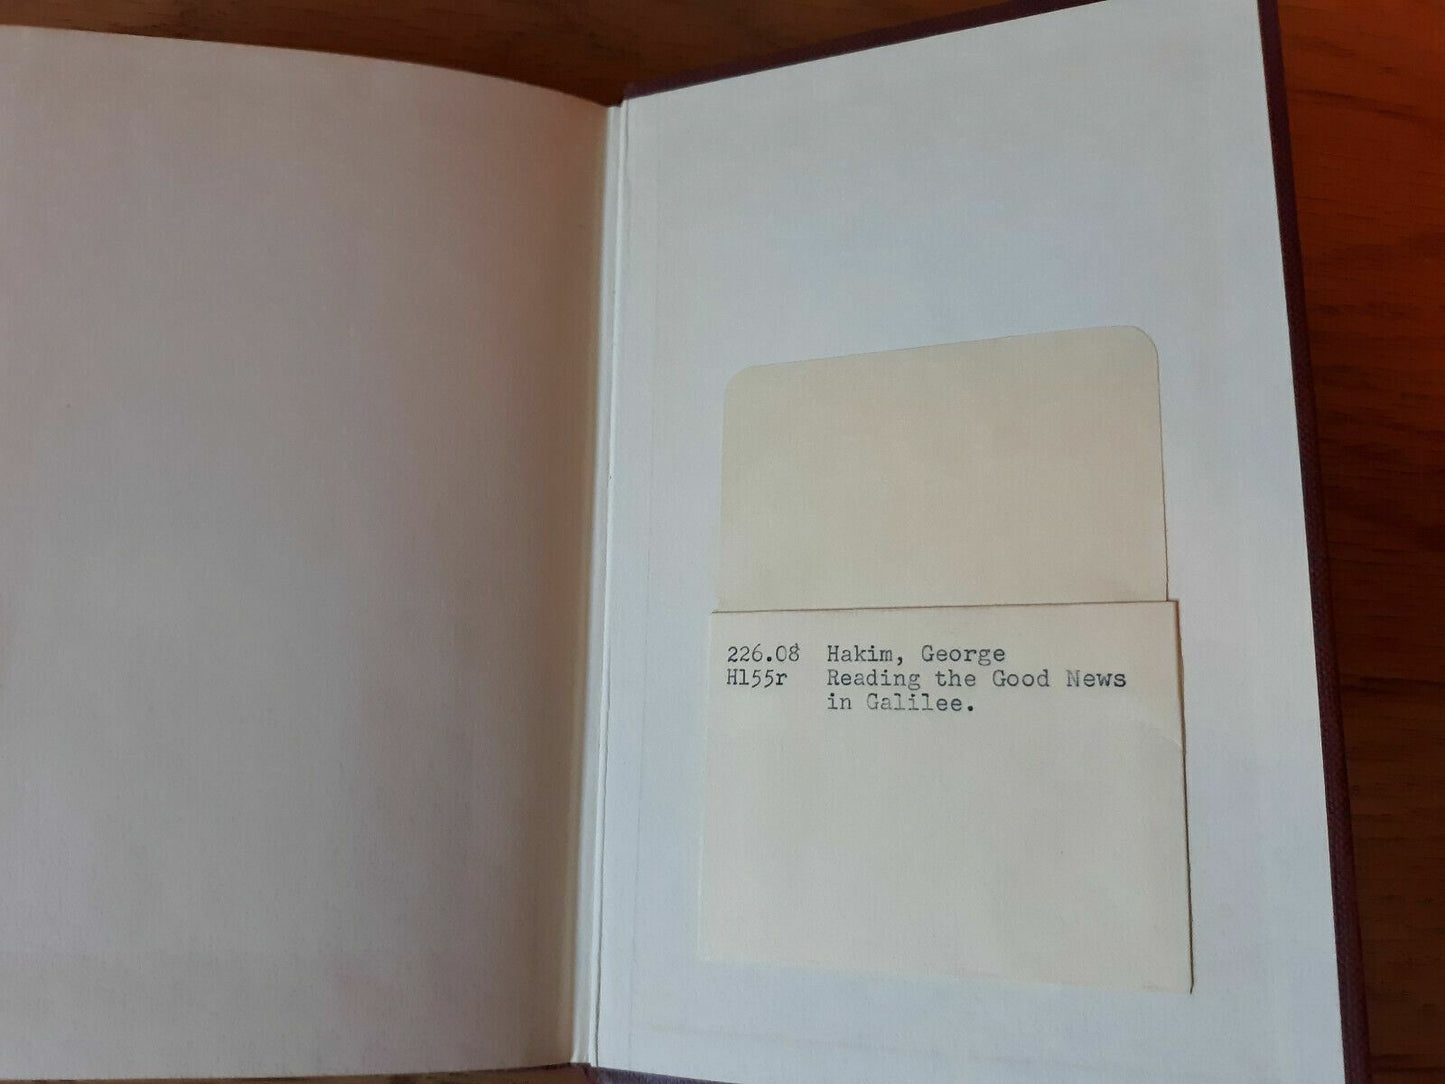 226.08 Hakim, George
H155r Reading the Good News
in Galilee.